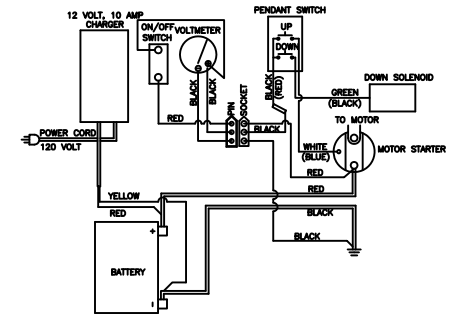 12 VOLT, 10 AMP
CHARGER
ON/OFF
SWITCH
VOLTMETER
PENDANT SWITCH
UP
DOWN
BLACK
BLACK
BLACK
(RED)
PIN
SOCKET
GREEN
(BLACK)
DOWN SOLENOID
RED
BLACK
TO MOTOR
WHITE
(BLUE)
MOTOR STARTER
POWER CORD
120 VOLT
RED
RED
YELLOW
RED
BLACK
BLACK
+
BATTERY
-